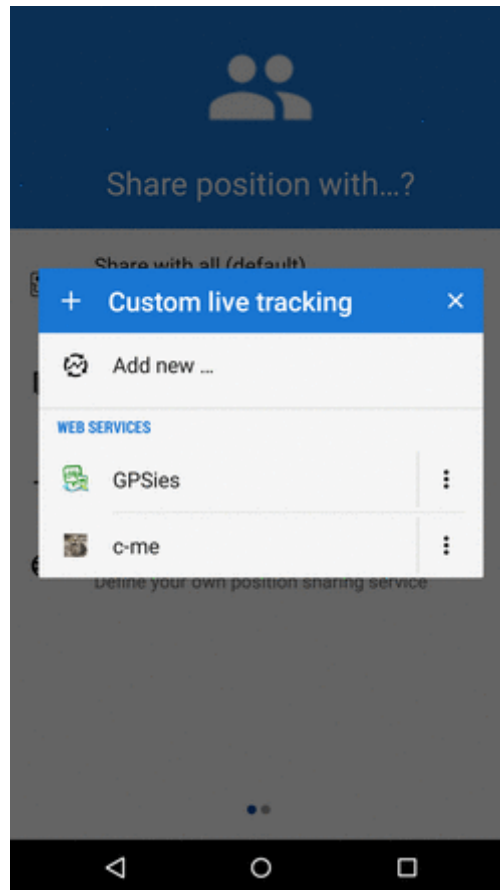 Share position with...?
Share with all (default)
Custom live tracking
Add new ...
WEB SERVICES
GPSies
c-me
Define your own position sharing service